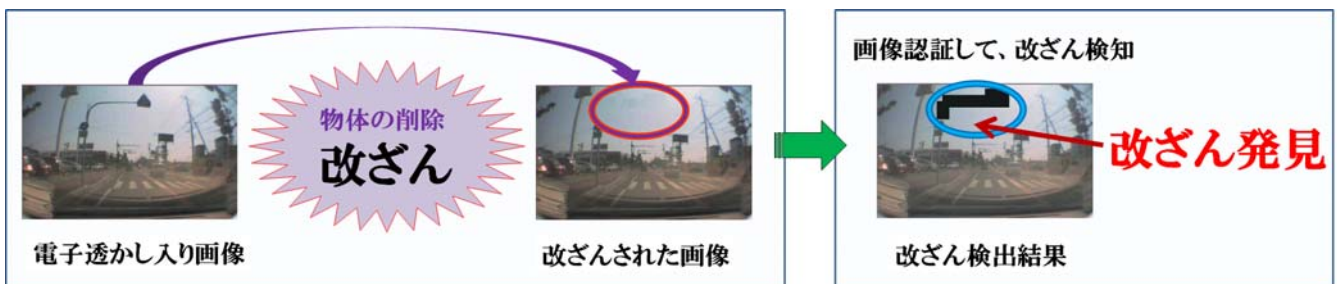 物体の削除
改ざん
電子透かし入り画像
改ざんされた画像
画像認証して、改ざん検知
改ざん発見
改ざん検出結果